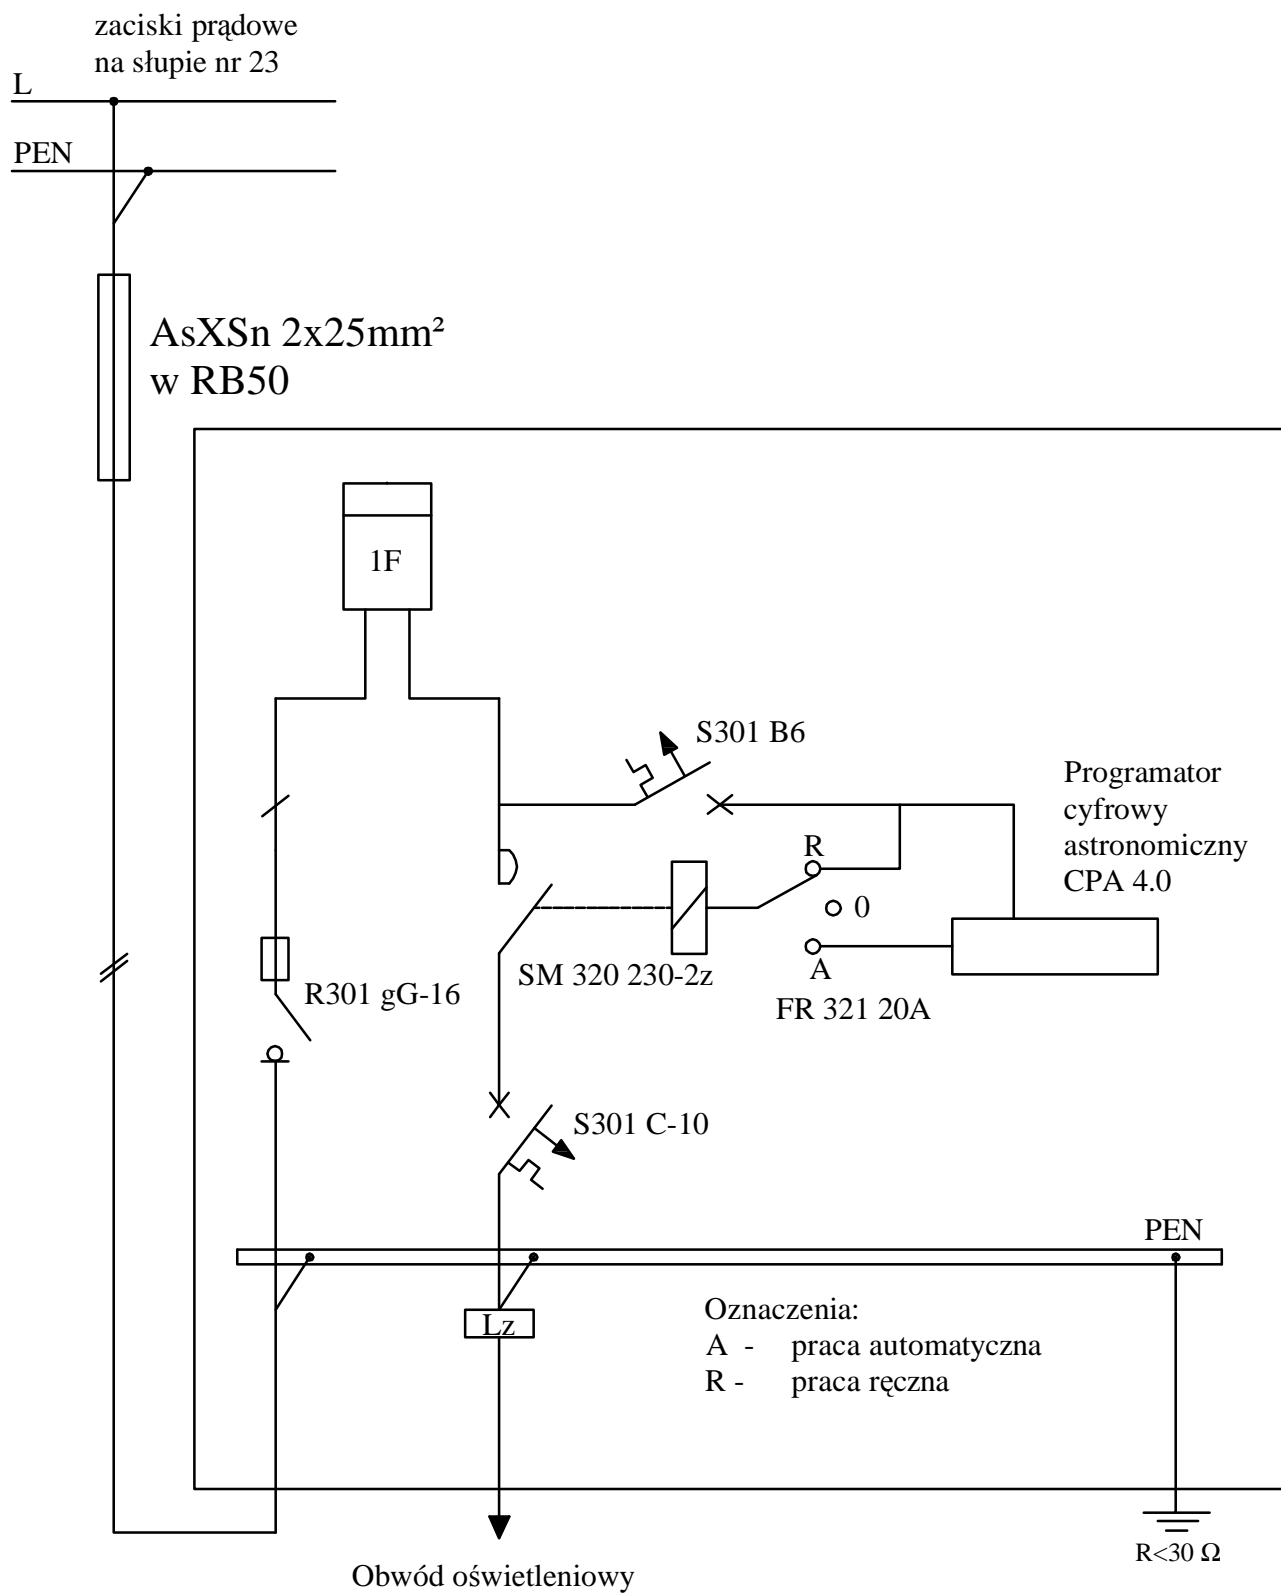 zaciski prądowe
na słupie nr 23
L
PEN
AsXSn 2x25mm²
w RB50
1F
S301 B6
Programator
cyfrowy
astronomiczny
CPA 4.0
R
0
A
SM 320 230-2z
FR 321 20A
R301 gG-16
S301 C-10
PEN
Lz
Oznaczenia:
A - praca automatyczna
R - praca ręczna
R<30 Ω
Obwód oświetleniowy